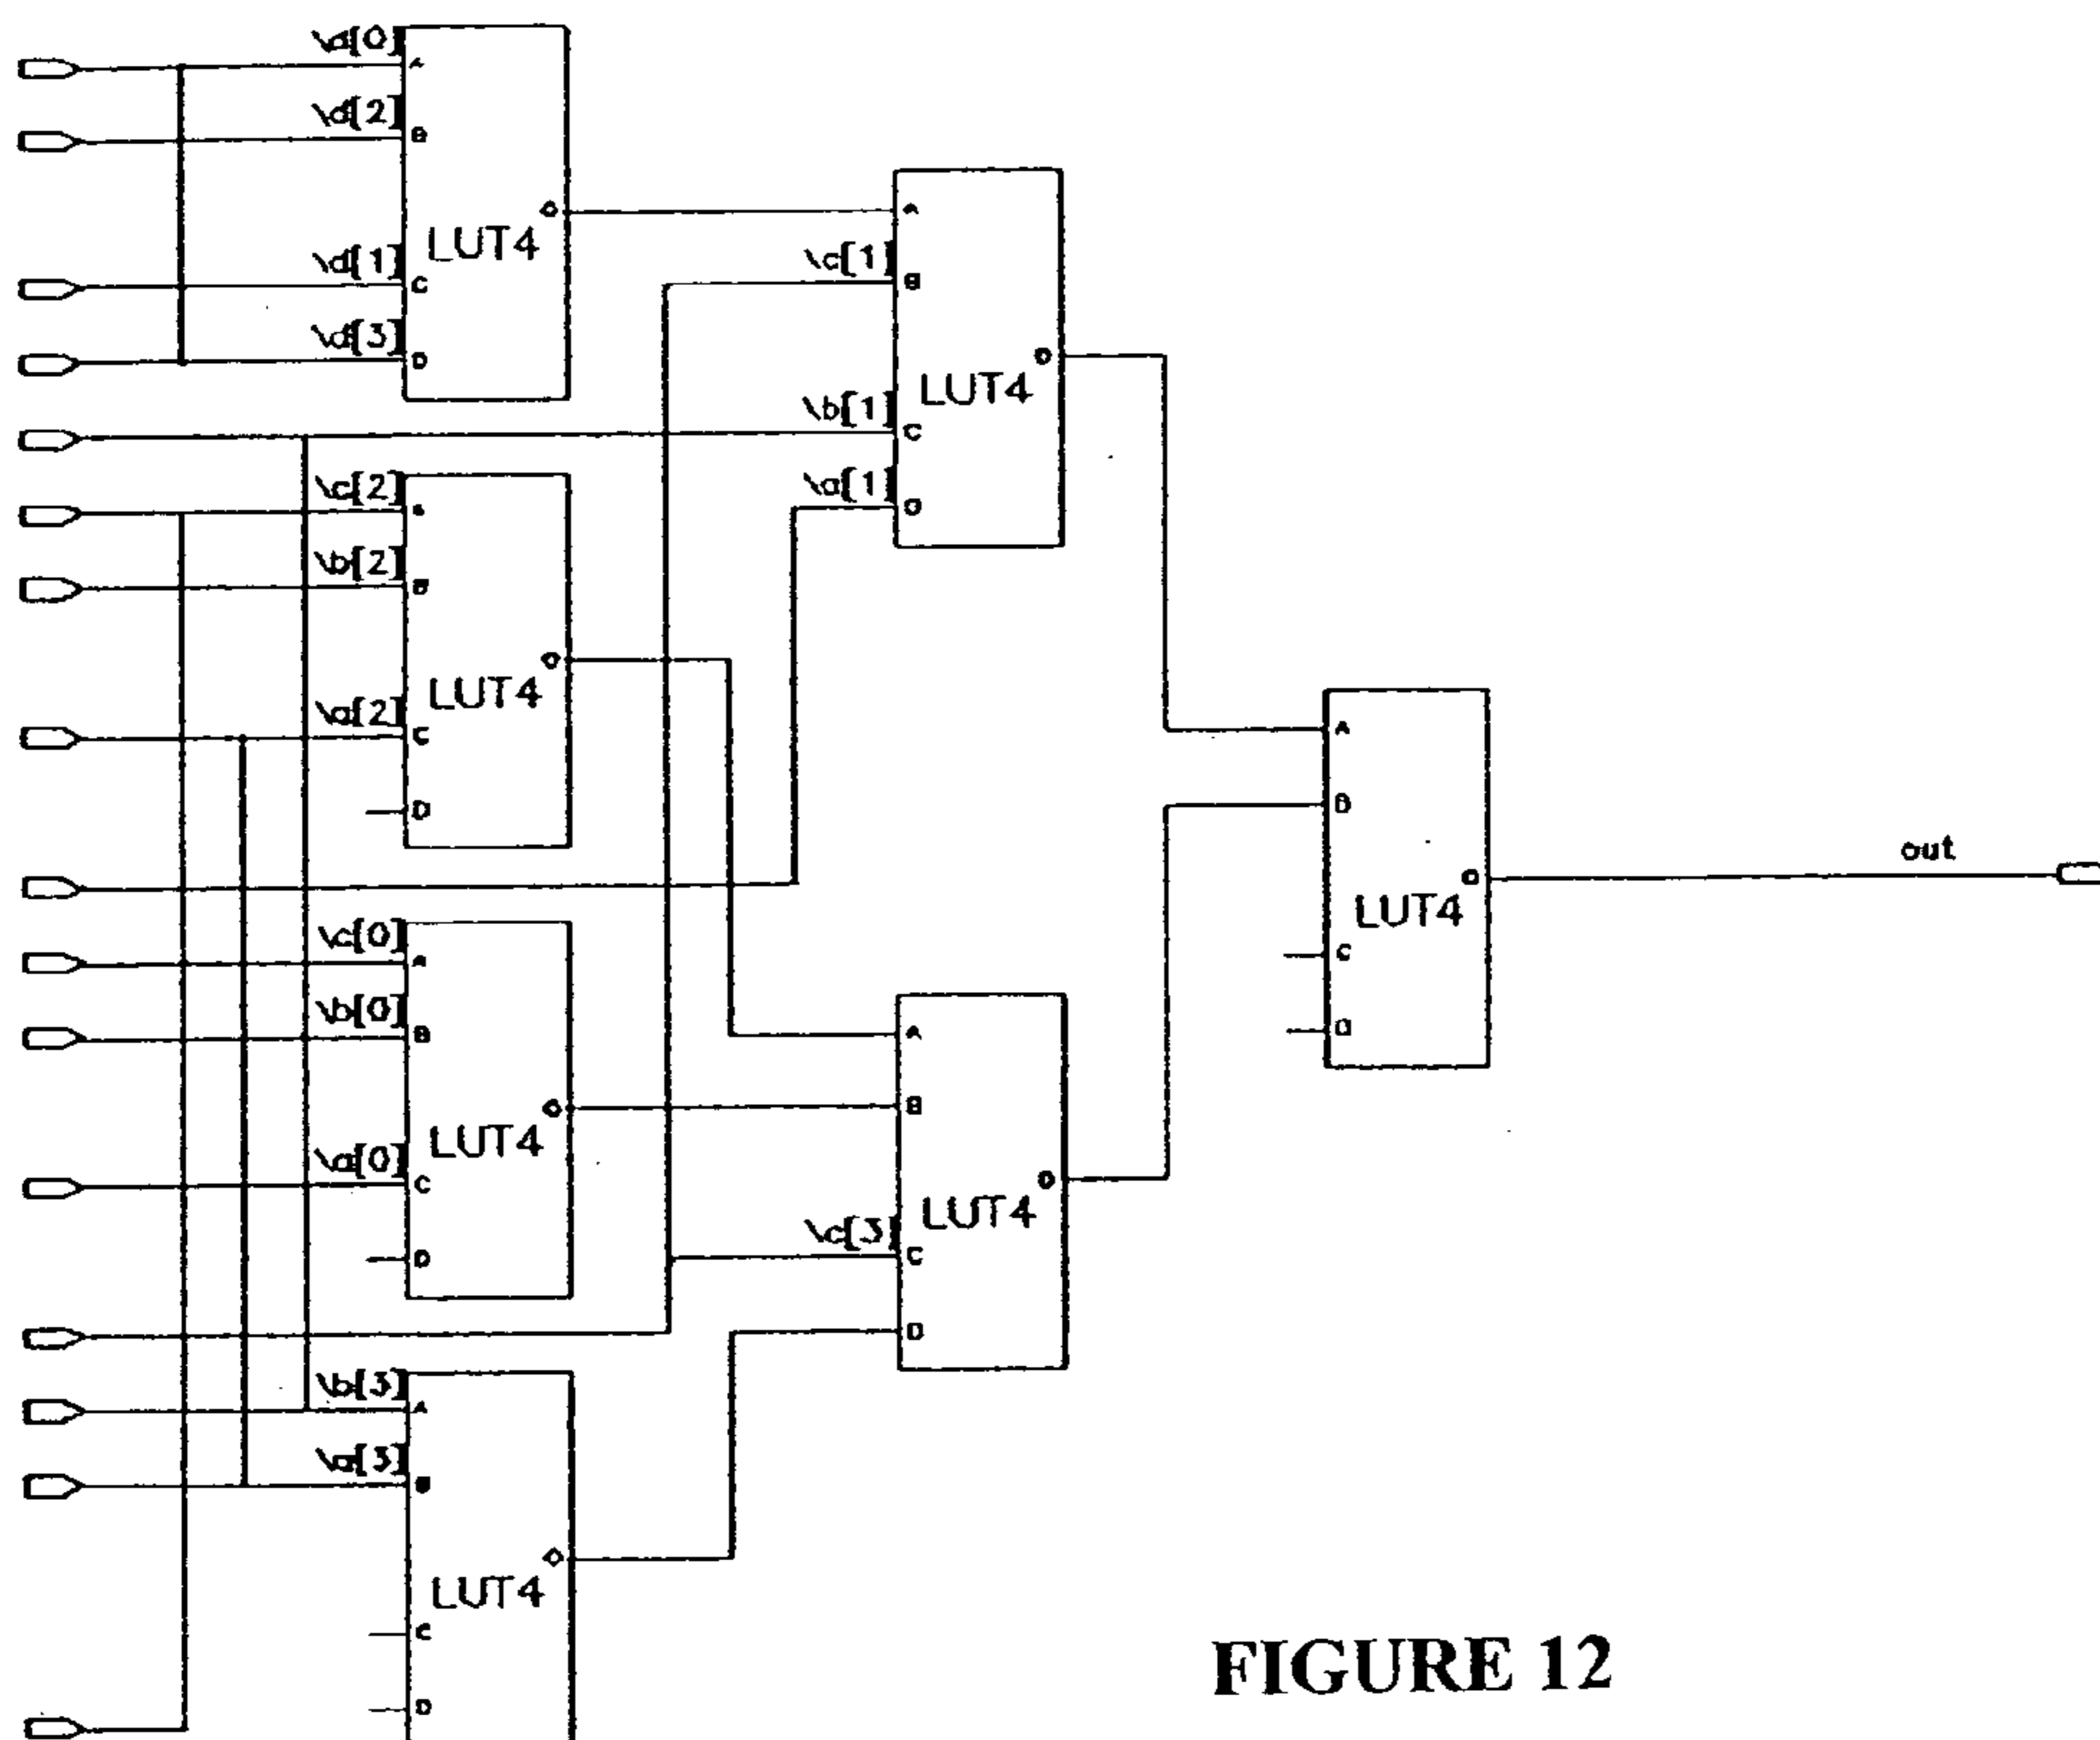 \d[0]
A
\d[2]
B
O
LUT4
\d[1]
C
\d[3]
D
A
\c[1]
B
O
LUT4
\b[1]
C
\a[1]
D
\c[2]
A
\b[2]
B
O
LUT4
\a[2]
C
D
A
B
O
LUT4
C
D
out
\c[0]
A
\b[0]
B
O
LUT4
\a[0]
C
D
A
B
O
LUT4
\c[3]
C
D
\b[3]
A
\a[3]
B
O
LUT4
C
D
FIGURE 12